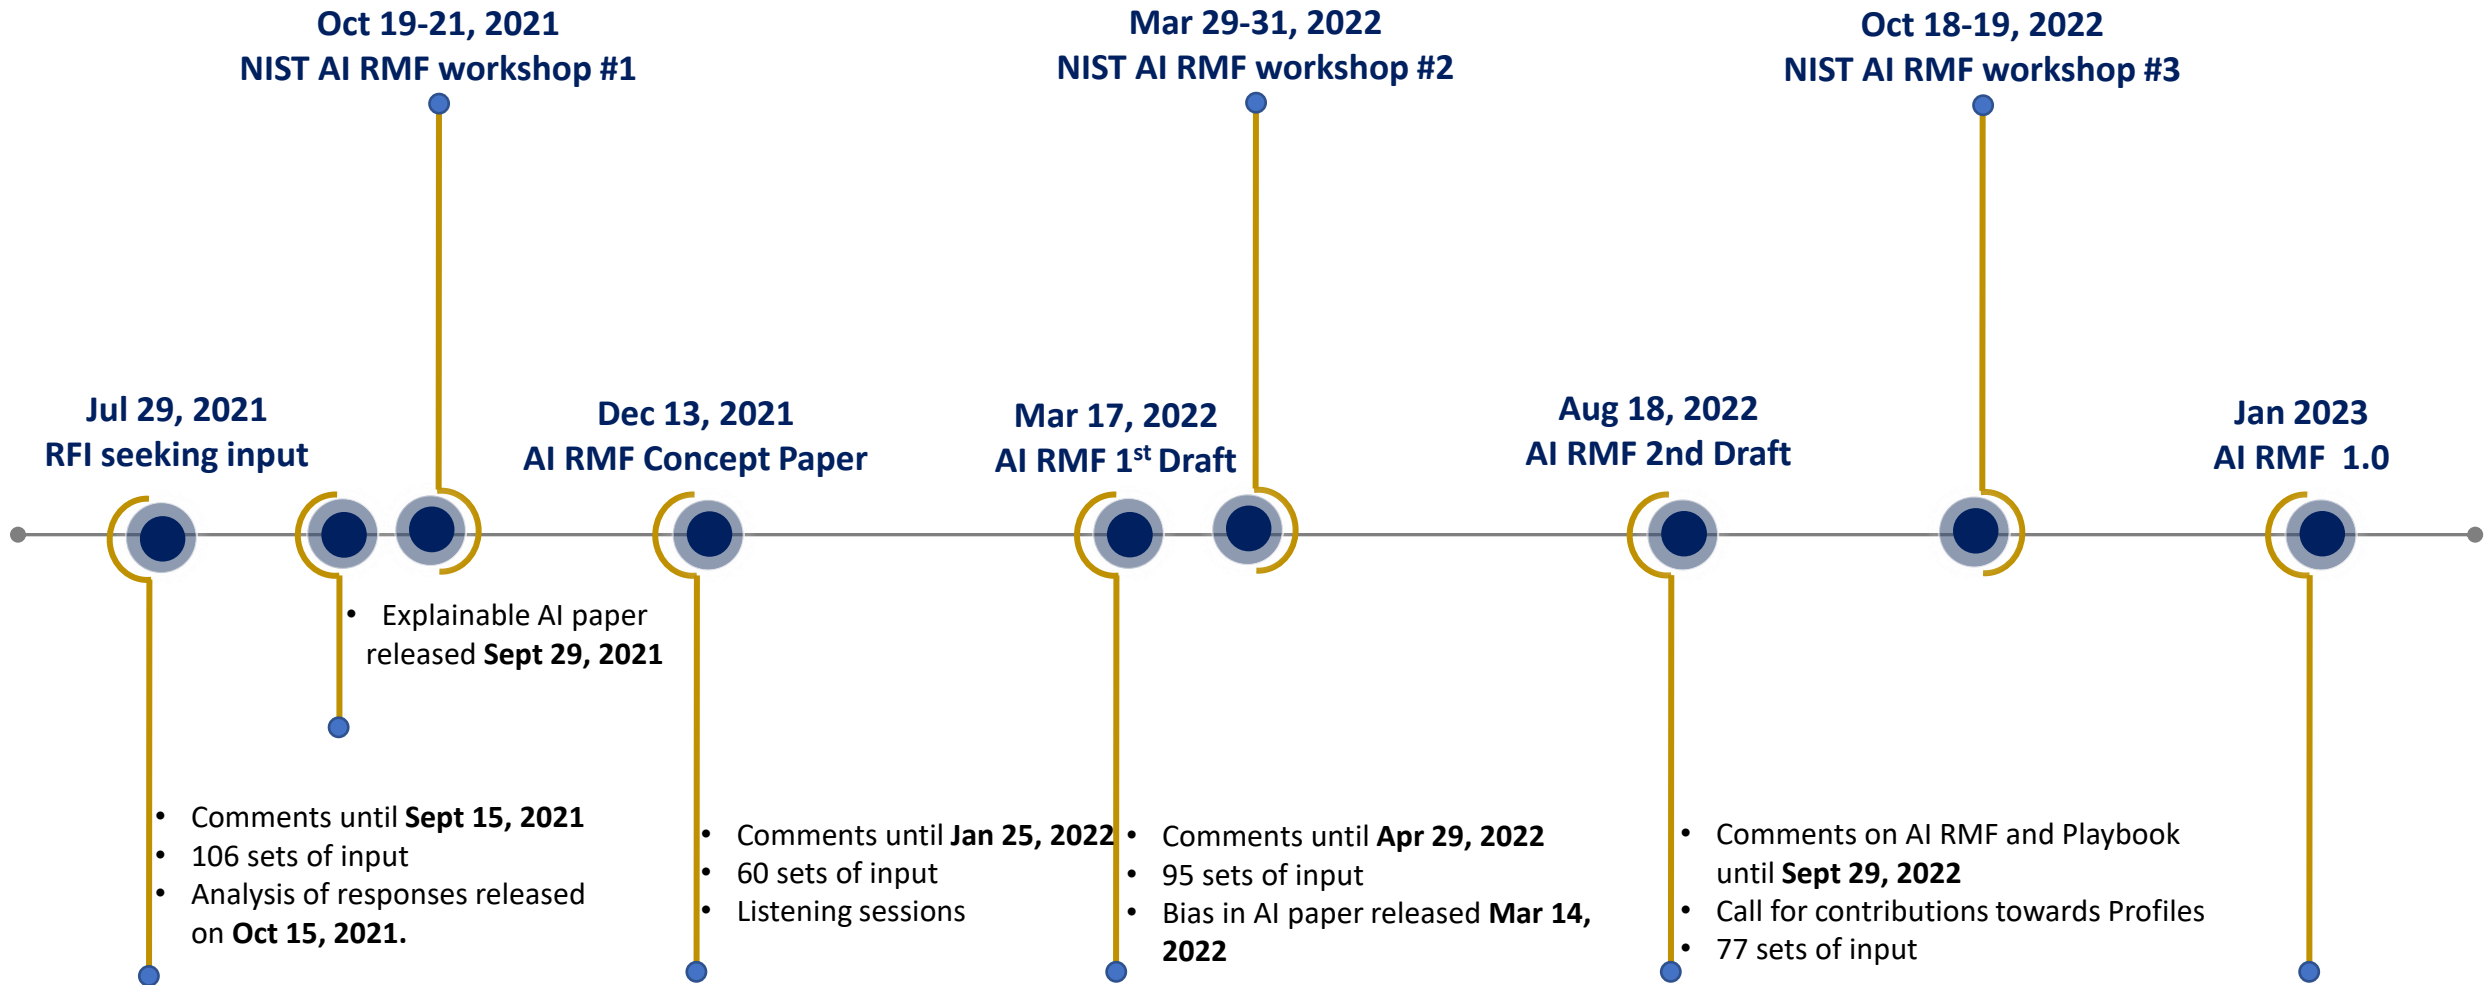 Oct 19-21, 2021
NIST AI RMF workshop #1
Mar 29-31, 2022
NIST AI RMF workshop #2
Oct 18-19, 2022
NIST AI RMF workshop #3
Jul 29, 2021
RFI seeking input
Dec 13, 2021
AI RMF Concept Paper
Mar 17, 2022
AI RMF 1st Draft
Aug 18, 2022
AI RMF 2nd Draft
Jan 2023
AI RMF 1.0
• Explainable AI paper
released Sept 29, 2021
• Comments until Sept 15, 2021
• 106 sets of input
• Analysis of responses released
on Oct 15, 2021.
• Comments until Jan 25, 2022
• 60 sets of input
• Listening sessions
• Comments until Apr 29, 2022
• 95 sets of input
• Bias in AI paper released Mar 14,
2022
• Comments on AI RMF and Playbook
until Sept 29, 2022
• Call for contributions towards Profiles
• 77 sets of input